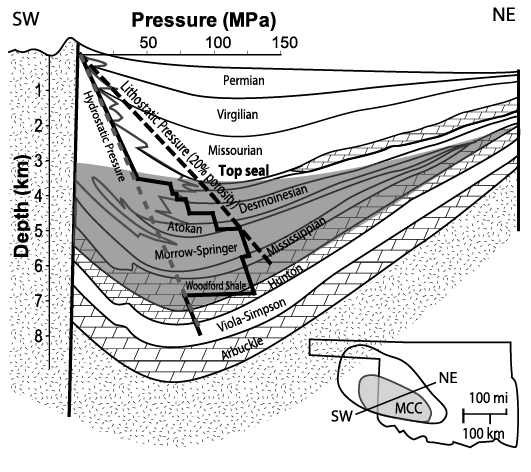 SW
Pressure (MPa)
NE
50 100 150
Depth (km)
1
2
3
4
5
6
7
8
Hydrostatic Pressure
Lithostatic Pressure (20% porosity)
Permian
Virgilian
Missourian
Top seal
Desmoinesian
Atokan
Morrow-Springer
Mississippian
Woodford Shale
Hunton
Viola-Simpson
Arbuckle
NE
SW
MCC
100 mi
100 km